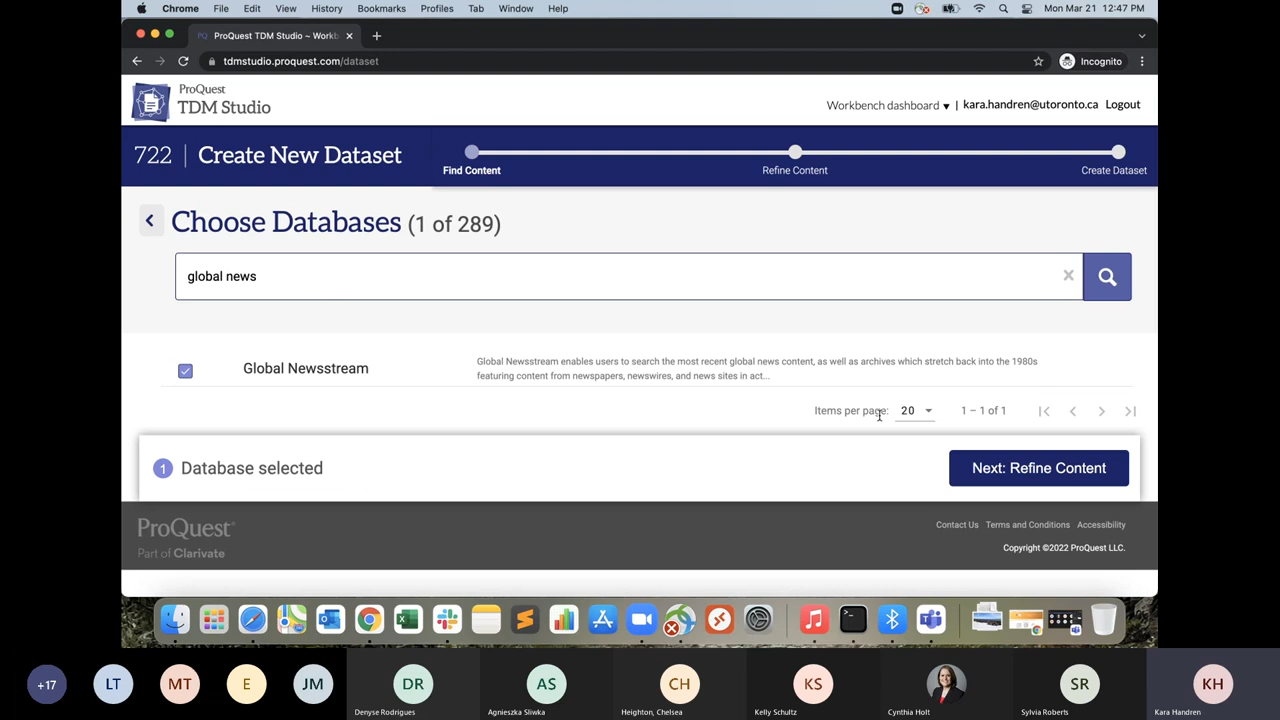 Chrome File Edit View History Bookmarks Profiles Tab Window Help Mon Mar 21 12:47 PM
PQ ProQuest TDM Studio – Workb
tdmstudio.proquest.com/dataset
Incognito
ProQuest
TDM Studio
Workbench dashboard | kara.handren@utoronto.ca Logout
722 | Create New Dataset
Find Content
Refine Content
Create Dataset
Choose Databases (1 of 289)
global news
Global Newsstream
Global Newsstream enables users to search the most recent global news content, as well as archives which stretch back into the 1980s
featuring content from newspapers, newswires, and news sites in act...
Items per page: 20 1 – 1 of 1
1 Database selected
Next: Refine Content
ProQuest
Part of Clarivate
Contact Us Terms and Conditions Accessibility
Copyright ©2022 ProQuest LLC.
+17 LT MT E JM DR AS CH KS SR KH
Denyse Rodrigues Agnieszka Sliwka Heighton, Chelsea Kelly Schultz Cynthia Holt Sylvia Roberts Kara Handren